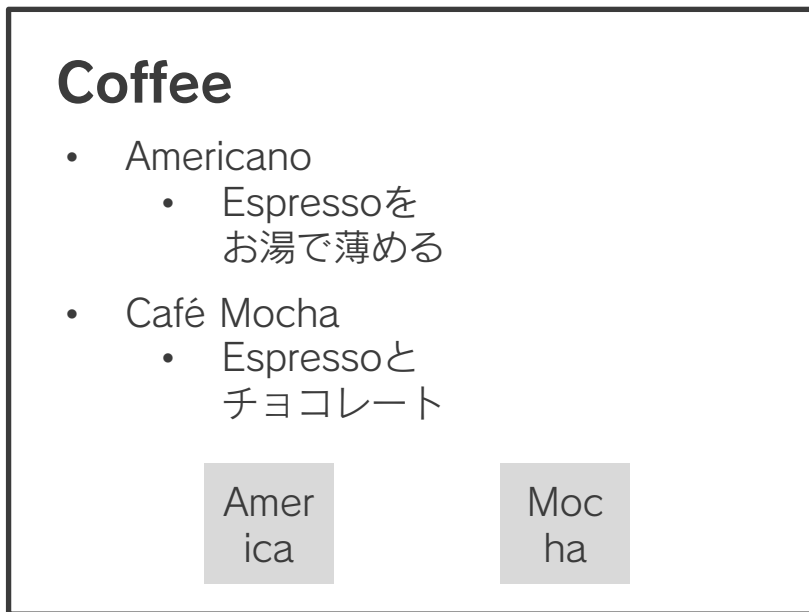 Coffee
• Americano
• Espressoを
お湯で薄める
• Café Mocha
• Espressoと
チョコレート
Amer
ica
Moc
ha